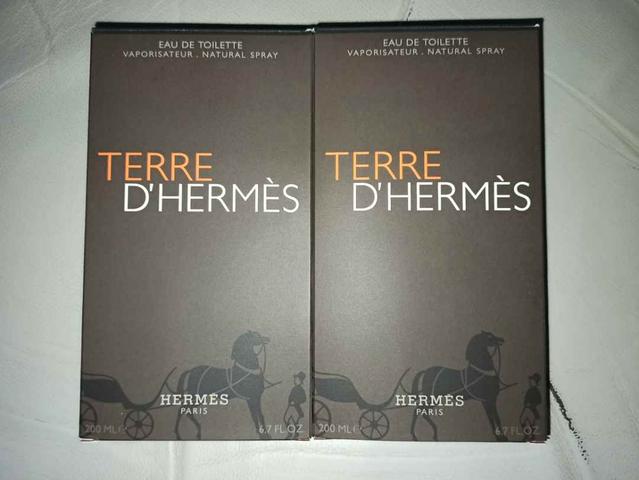 EAU DE TOILETTE
VAPORISATEUR . NATURAL SPRAY
TERRE
D'HERMÈS
HERMÈS
PARIS
200 ML℮
6.7 FL.OZ.
EAU DE TOILETTE
VAPORISATEUR . NATURAL SPRAY
TERRE
D'HERMÈS
HERMÈS
PARIS
200 ML℮
6.7 FL.OZ.